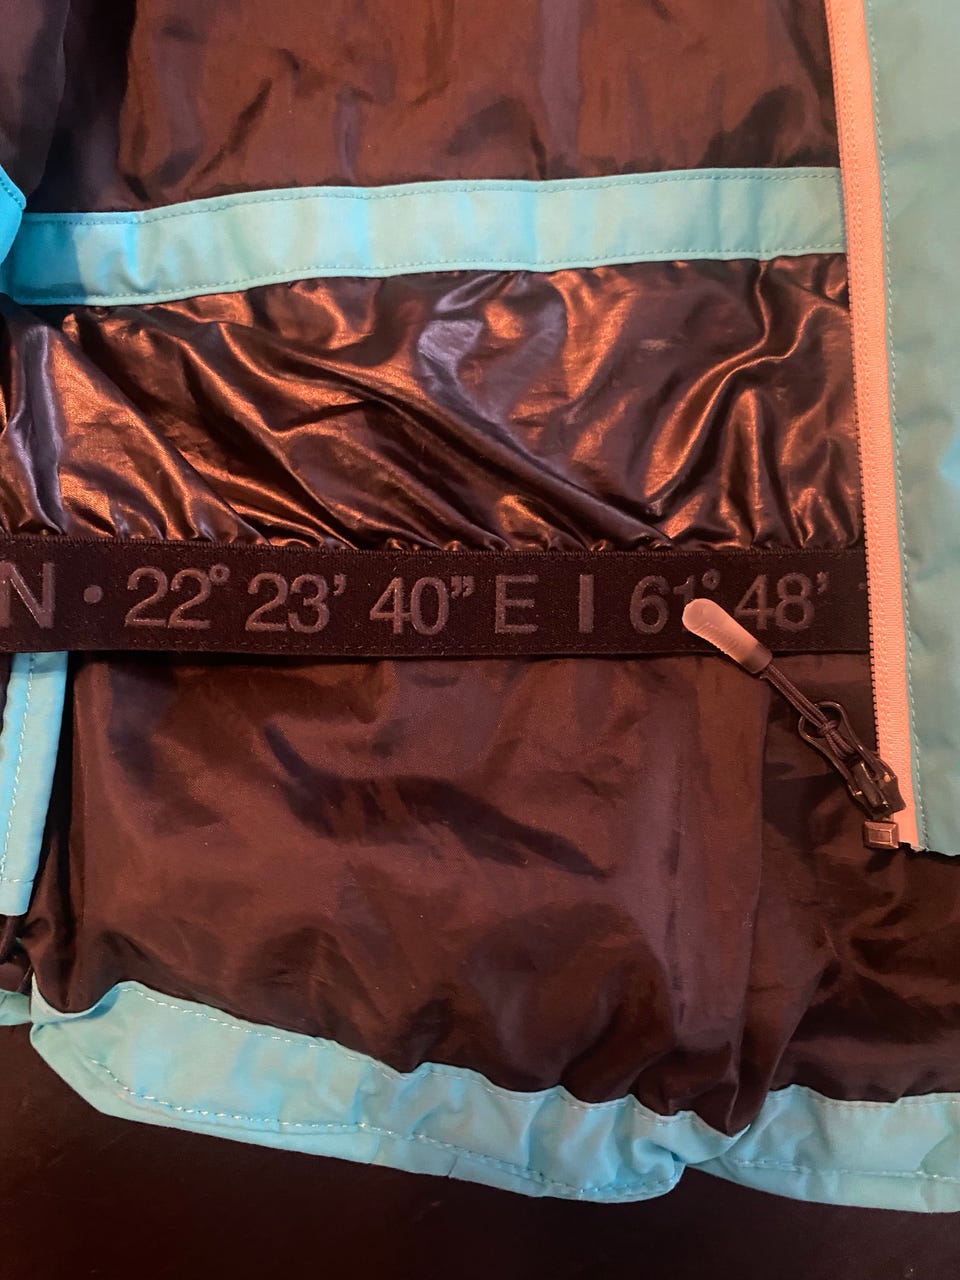 N • 22° 23’ 40” E I 61° 48’